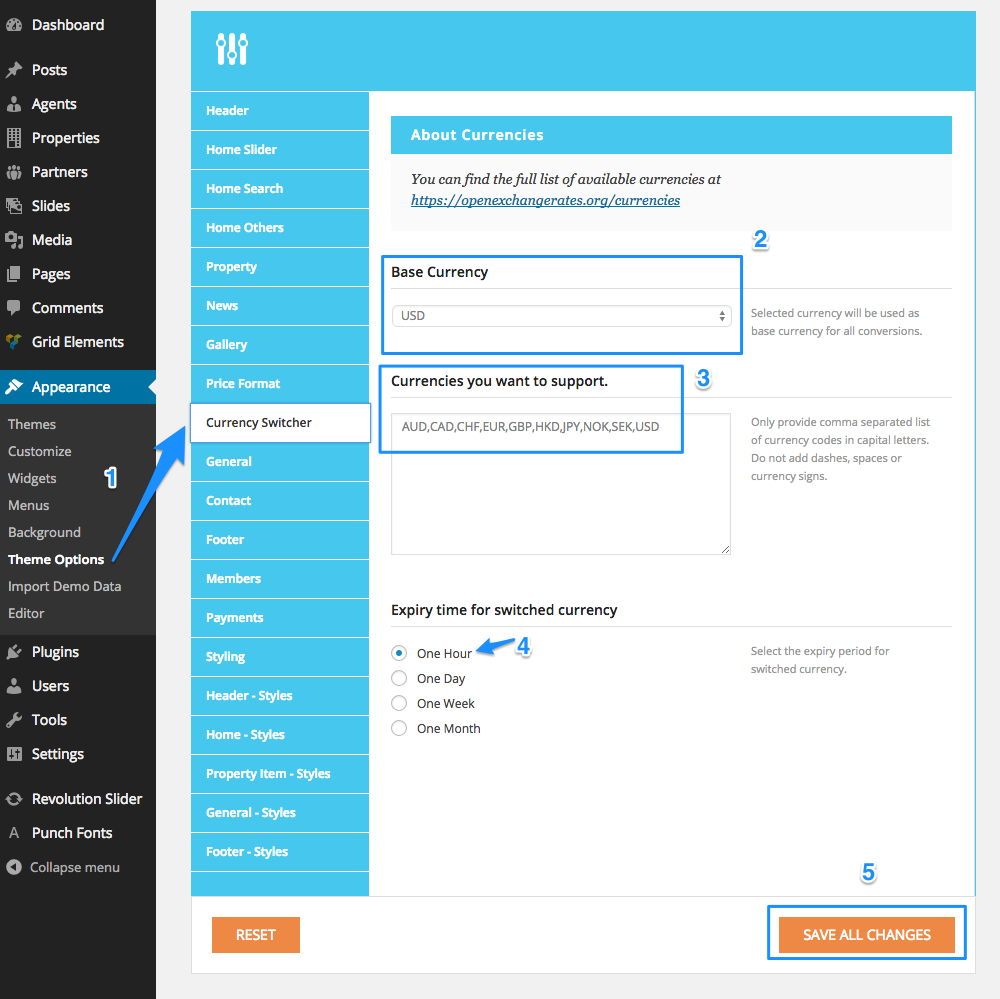 Dashboard
Posts
Agents
Properties
Partners
Slides
Media
Pages
Comments
Grid Elements
Appearance
Themes
Customize
Widgets
Menus
Background
Theme Options
Import Demo Data
Editor
Plugins
Users
Tools
Settings
Revolution Slider
A Punch Fonts
Collapse menu
1
Header
Home Slider
Home Search
Home Others
Property
News
Gallery
Price Format
Currency Switcher
General
Contact
Footer
Members
Payments
Styling
Header - Styles
Home - Styles
Property Item - Styles
General - Styles
Footer - Styles
About Currencies
You can find the full list of available currencies at
https://openexchangerates.org/currencies
2
Base Currency
USD
Selected currency will be used as
base currency for all conversions.
3
Currencies you want to support.
AUD,CAD,CHF,EUR,GBP,HKD,JPY,NOK,SEK,USD
Only provide comma separated list
of currency codes in capital letters.
Do not add dashes, spaces or
currency signs.
Expiry time for switched currency
One Hour
4
One Day
One Week
One Month
Select the expiry period for
switched currency.
5
RESET
SAVE ALL CHANGES